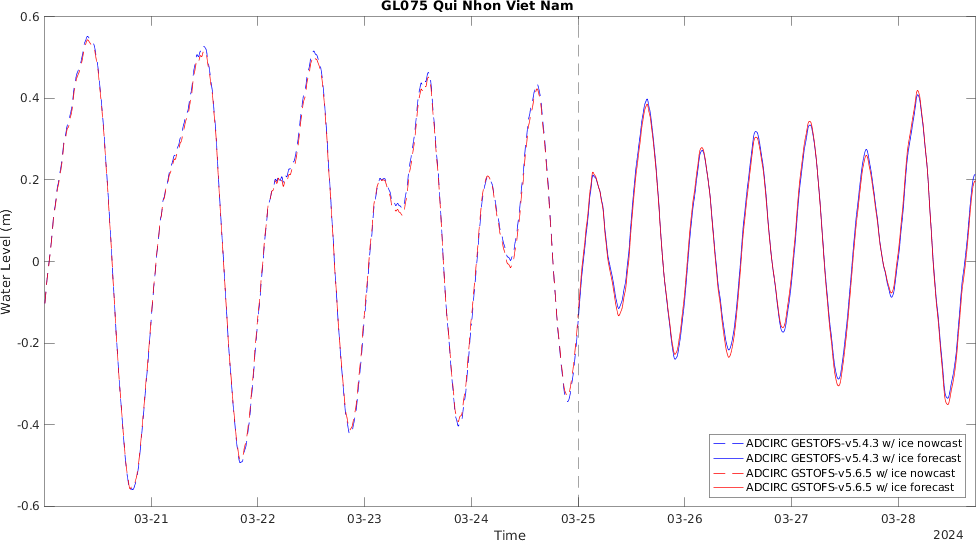 GL075 Qui Nhon Viet Nam
0.6
0.4
0.2
0
-0.2
-0.4
-0.6
Water Level (m)
03-21
03-22
03-23
03-24
03-25
03-26
03-27
03-28
Time
2024
ADCIRC GESTOFS-v5.4.3 w/ ice nowcast
ADCIRC GESTOFS-v5.4.3 w/ ice forecast
ADCIRC GSTOFS-v5.6.5 w/ ice nowcast
ADCIRC GSTOFS-v5.6.5 w/ ice forecast